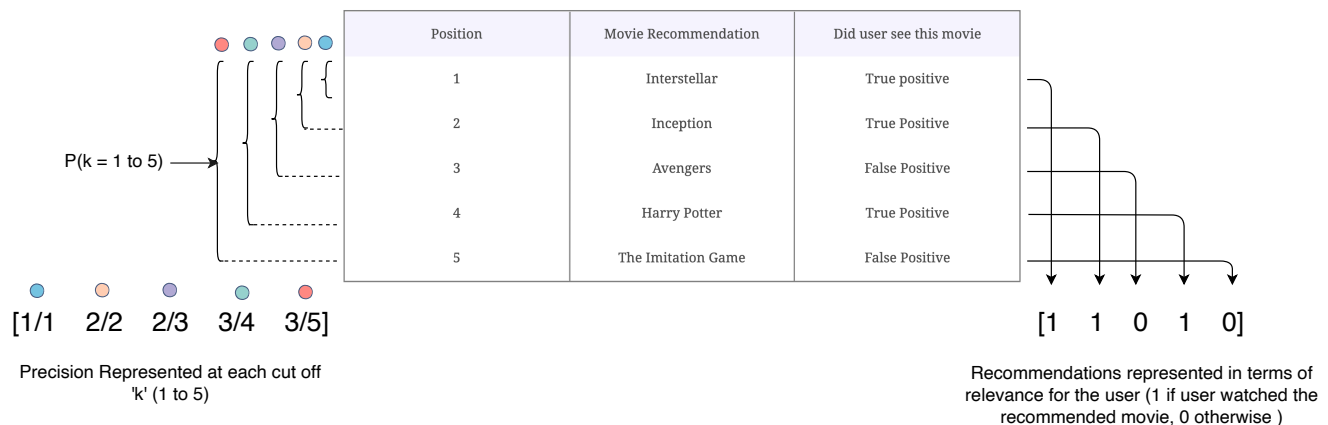 Position Movie Recommendation Did user see this movie
1 Interstellar True positive
2 Inception True Positive
P(k = 1 to 5)
3 Avengers False Positive
4 Harry Potter True Positive
5 The Imitation Game False Positive
[1/1 2/2 2/3 3/4 3/5]
Precision Represented at each cut off
'k' (1 to 5)
[1 1 0 1 0]
Recommendations represented in terms of
relevance for the user (1 if user watched the
recommended movie, 0 otherwise )